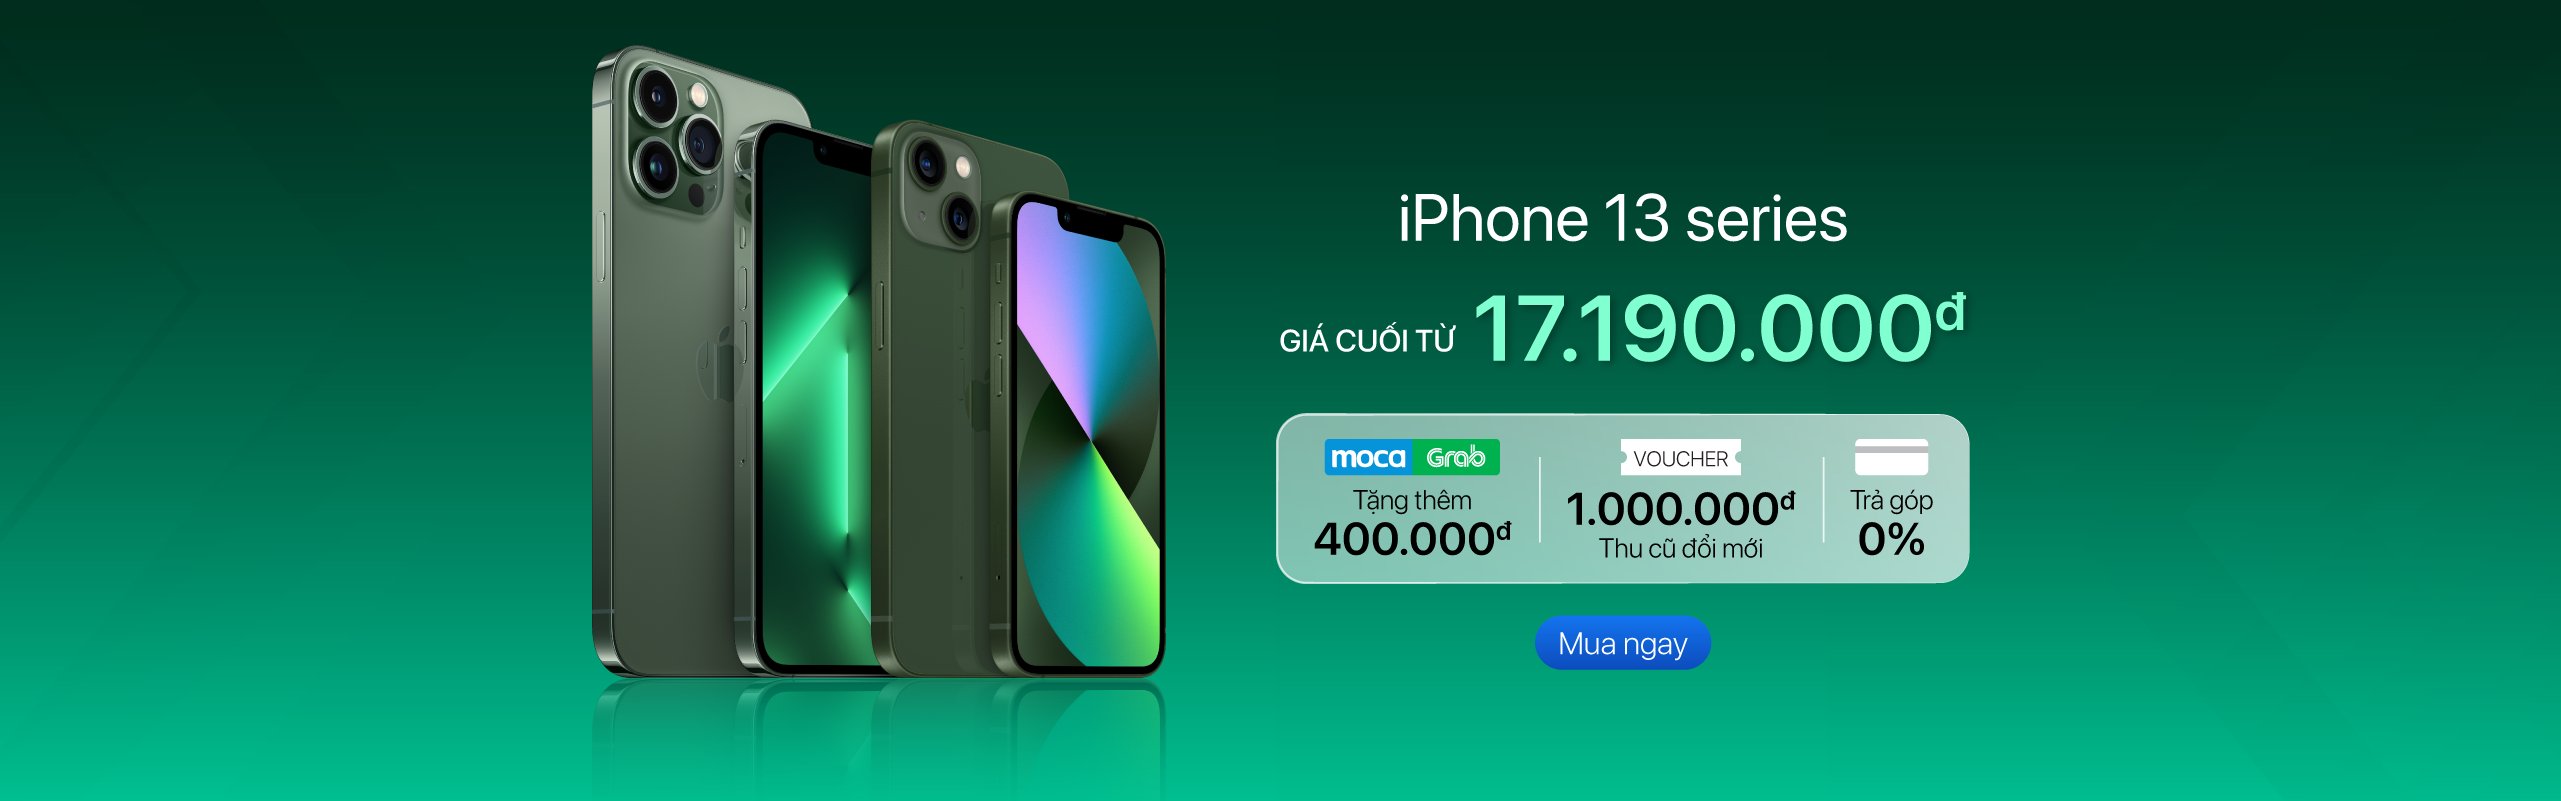 iPhone 13 series
GIÁ CUỐI TỪ 17.190.000đ
moca Grab
Tặng thêm
400.000đ
VOUCHER
1.000.000đ
Thu cũ đổi mới
Trả góp
0%
Mua ngay